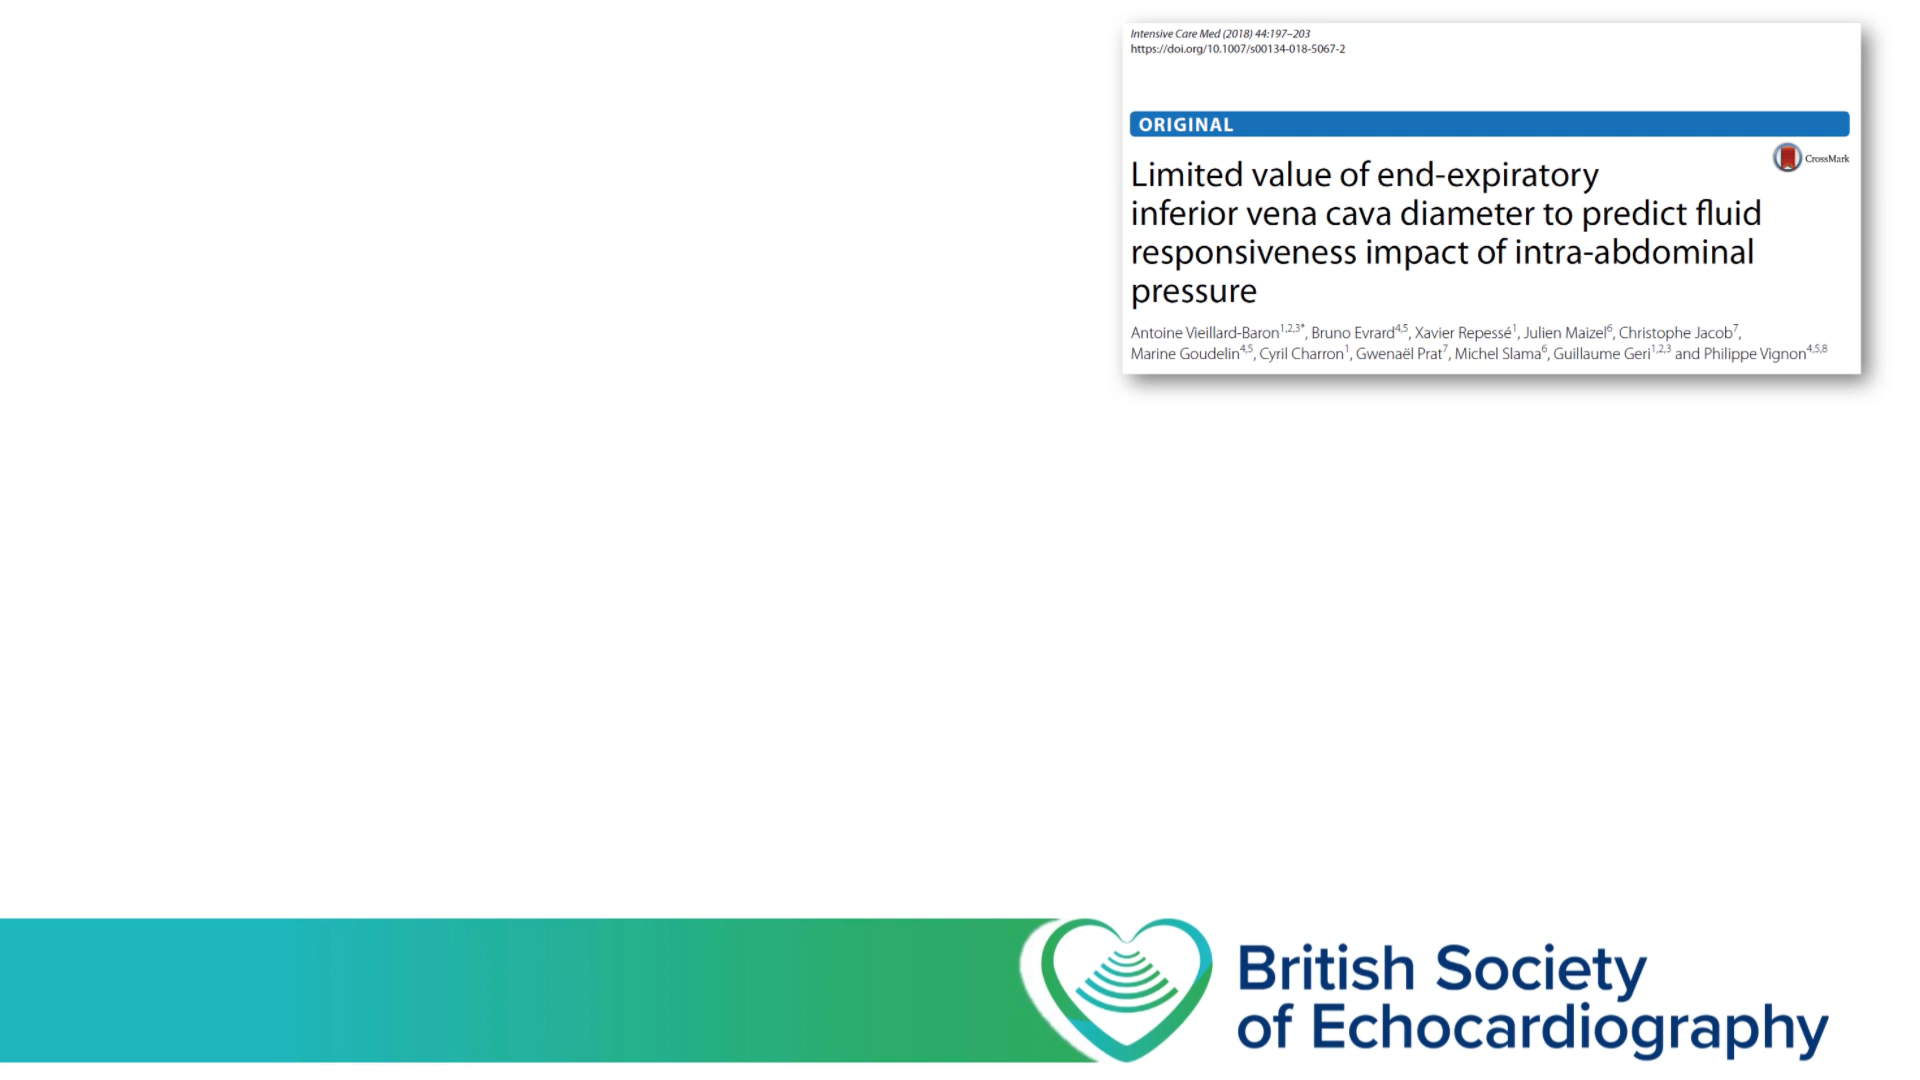 Intensive Care Med (2018) 44:197–203
https://doi.org/10.1007/s00134-018-5067-2
ORIGINAL
CrossMark
Limited value of end-expiratory
inferior vena cava diameter to predict fluid
responsiveness impact of intra-abdominal
pressure
Antoine Vieillard-Baron1,2,3*, Bruno Evrard4,5, Xavier Repessé1, Julien Maizel6, Christophe Jacob7,
Marine Goudelin4,5, Cyril Charron1, Gwenaël Prat7, Michel Slama6, Guillaume Geri1,2,3 and Philippe Vignon4,5,8
British Society
of Echocardiography